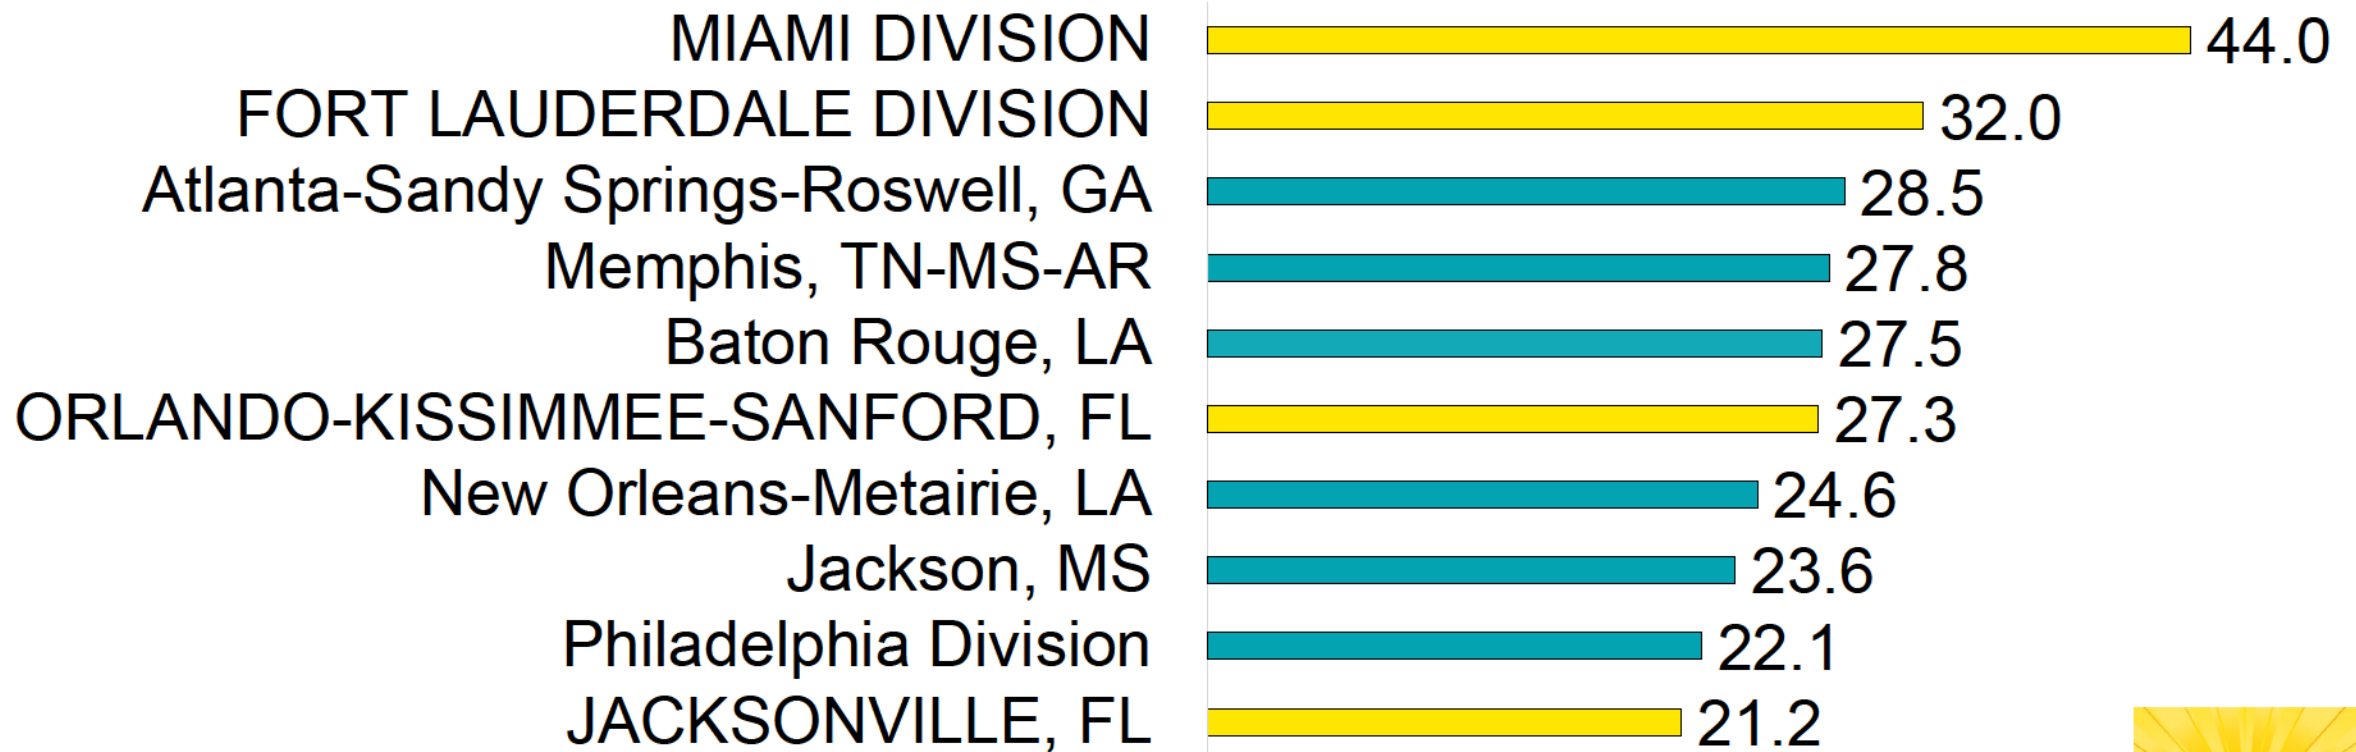 MIAMI DIVISION 44.0
FORT LAUDERDALE DIVISION 32.0
Atlanta-Sandy Springs-Roswell, GA 28.5
Memphis, TN-MS-AR 27.8
Baton Rouge, LA 27.5
ORLANDO-KISSIMMEE-SANFORD, FL 27.3
New Orleans-Metairie, LA 24.6
Jackson, MS 23.6
Philadelphia Division 22.1
JACKSONVILLE, FL 21.2